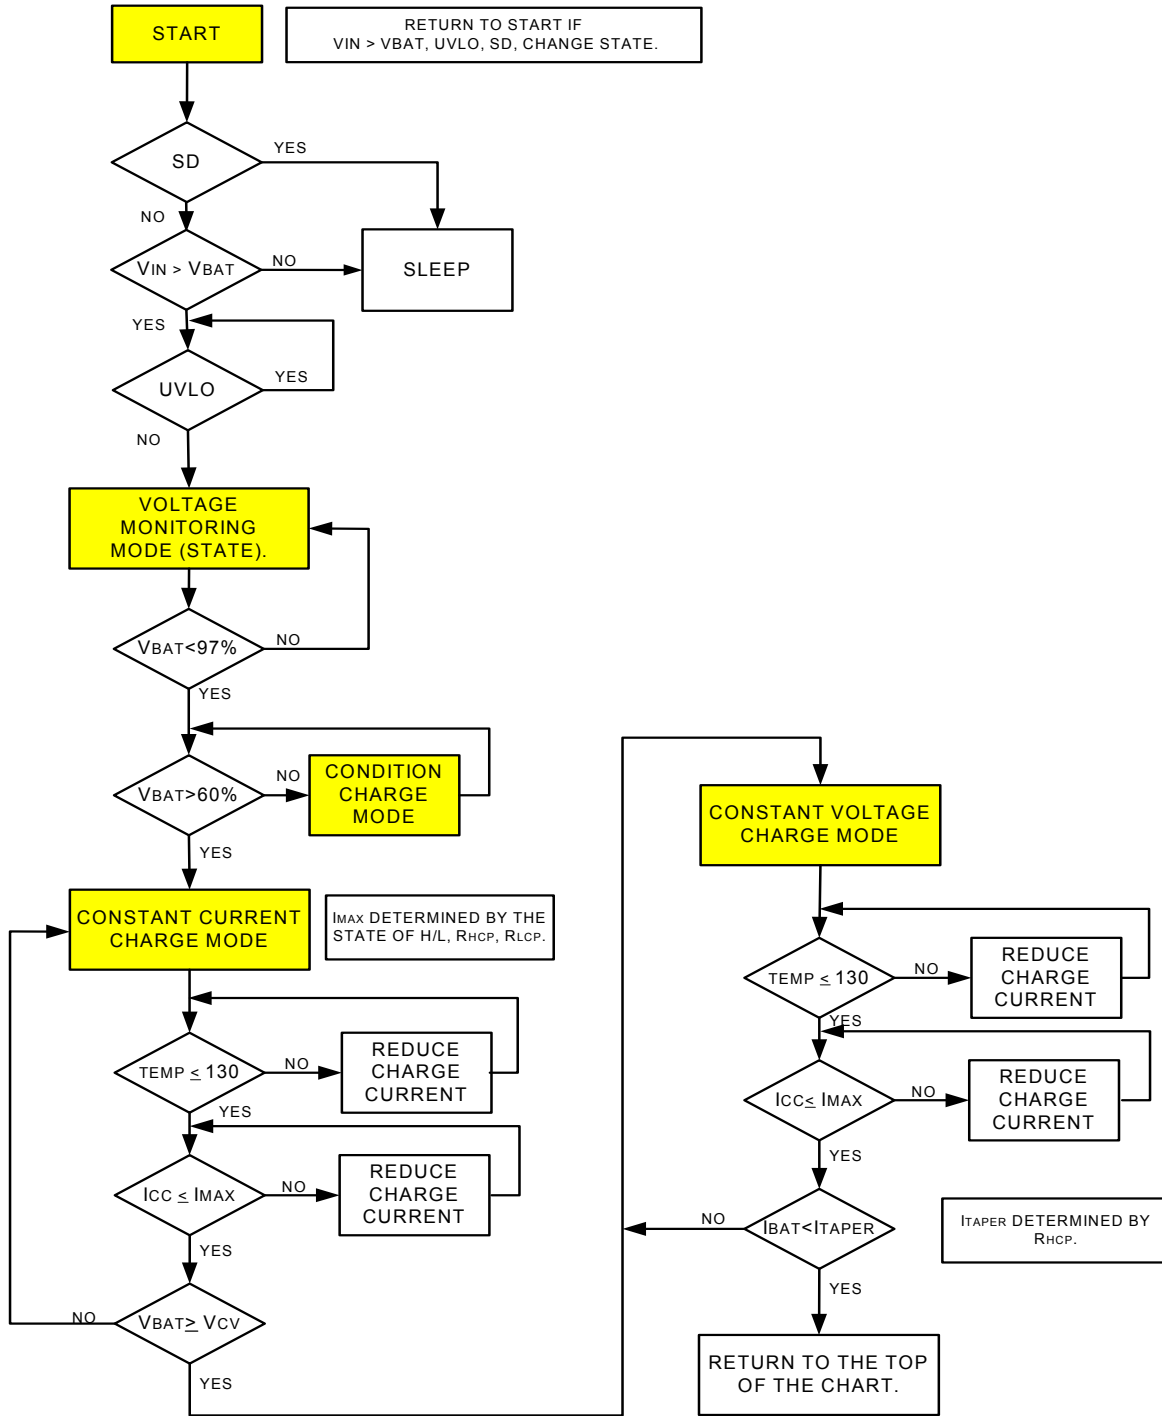 START
RETURN TO START IF
VIN > VBAT, UVLO, SD, CHANGE STATE.
SD
YES
NO
VIN > VBAT
NO
SLEEP
YES
UVLO
YES
NO
VOLTAGE
MONITORING
MODE (STATE).
VBAT<97%
NO
YES
VBAT>60%
NO
CONDITION
CHARGE
MODE
YES
CONSTANT CURRENT
CHARGE MODE
IMAX DETERMINED BY THE
STATE OF H/L, RHCP, RLCP.
TEMP ≤ 130
NO
REDUCE
CHARGE
CURRENT
YES
ICC ≤ IMAX
NO
REDUCE
CHARGE
CURRENT
YES
VBAT≥ VCV
NO
YES
CONSTANT VOLTAGE
CHARGE MODE
TEMP ≤ 130
NO
REDUCE
CHARGE
CURRENT
YES
ICC≤ IMAX
NO
REDUCE
CHARGE
CURRENT
YES
IBAT<ITAPER
NO
ITAPER DETERMINED BY
RHCP.
YES
RETURN TO THE TOP
OF THE CHART.